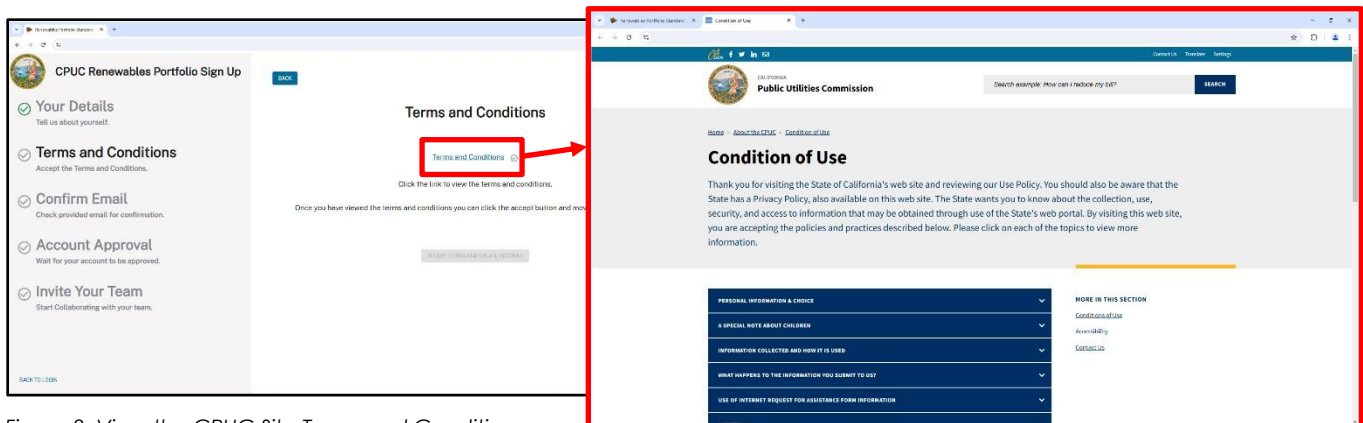 Renewables Portfolio Standard
CPUC Renewables Portfolio Sign Up
Your Details
Tell us about yourself.
Terms and Conditions
Accept the Terms and Conditions.
Confirm Email
Check provided email for confirmation.
Account Approval
Wait for your account to be approved.
Invite Your Team
Start Collaborating with your team.
BACK TO LOGIN
BACK
Terms and Conditions
Terms and Conditions
Click the link to view the terms and conditions.
Once you have viewed the terms and conditions you can click the accept button and mov
ACCEPT TERMS AND CREATE ACCOUNT
Renewables Portfolio Standard
Condition of Use
Contact Us Translate Settings
CALIFORNIA
Public Utilities Commission
Search example: How can I reduce my bill?
SEARCH
Home
About the CPUC
Condition of Use
Condition of Use
Thank you for visiting the State of California's web site and reviewing our Use Policy. You should also be aware that the
State has a Privacy Policy, also available on this web site. The State wants you to know about the collection, use,
security, and access to information that may be obtained through use of the State's web portal. By visiting this web site,
you are accepting the policies and practices described below. Please click on each of the topics to view more
information.
PERSONAL INFORMATION & CHOICE
A SPECIAL NOTE ABOUT CHILDREN
INFORMATION COLLECTED AND HOW IT IS USED
WHAT HAPPENS TO THE INFORMATION YOU SUBMIT TO US?
USE OF INTERNET REQUEST FOR ASSISTANCE FORM INFORMATION
MORE IN THIS SECTION
Conditions of Use
Accessibility
Contact Us